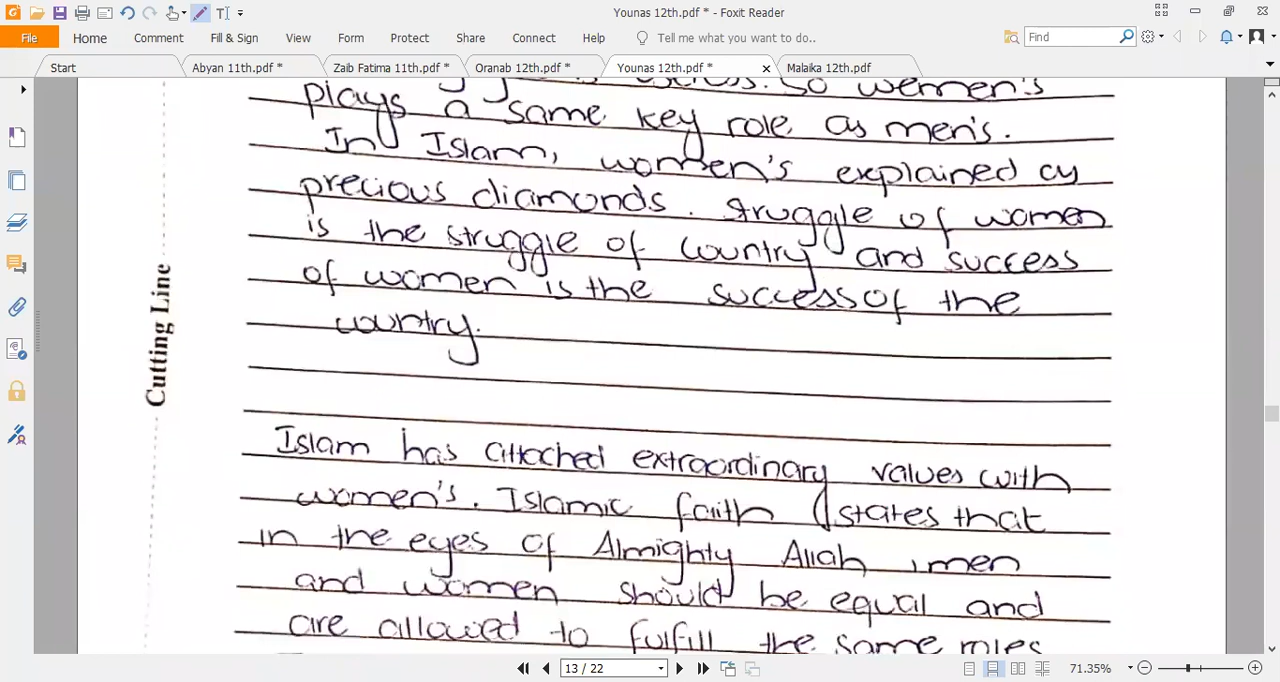 Younas 12th.pdf * - Foxit Reader
File Home Comment Fill & Sign View Form Protect Share Connect Help Tell me what you want to do.. Find
Start Abyan 11th.pdf * Zaib Fatima 11th.pdf * Oranab 12th.pdf * Younas 12th.pdf * Malaika 12th.pdf
So wemen's
plays a same key role as men's.
In Islam, women's explained as
precious diamonds. struggle of women
is the struggle of country and success
of women is the success of the
country.
Cutting Line
Islam has attached extraordinary values with
women's. Islamic faith states that
in the eyes of Almighty Allah , men
and women should be equal and
are allowed to fulfill the same roles
13 / 22
71.35%